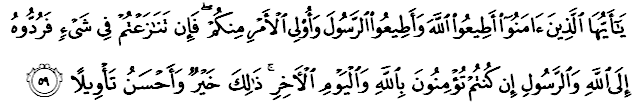 يَٰٓأَيُّهَا ٱلَّذِينَ ءَامَنُوٓا۟ أَطِيعُوا۟ ٱللَّهَ وَأَطِيعُوا۟ ٱلرَّسُولَ وَأُو۟لِى ٱلْأَمْرِ مِنكُمْ ۖ فَإِن تَنَٰزَعْتُمْ فِى شَىْءٍ فَرُدُّوهُ
إِلَى ٱللَّهِ وَٱلرَّسُولِ إِن كُنتُمْ تُؤْمِنُونَ بِٱللَّهِ وَٱلْيَوْمِ ٱلْءَاخِرِ ۚ ذَٰلِكَ خَيْرٌ وَأَحْسَنُ تَأْوِيلًا ۝٥٩